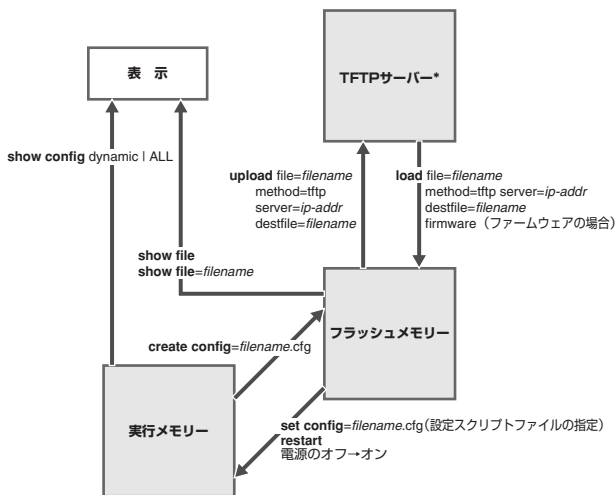 表 示
TFTPサーバー*
show config dynamic | ALL
upload file=filename
method=tftp
server=ip-addr
destfile=filename
load file=filename
method=tftp server=ip-addr
destfile=filename
firmware（ファームウェアの場合）
show file
show file=filename
フラッシュメモリー
create config=filename.cfg
実行メモリー
set config=filename.cfg（設定スクリプトファイルの指定）
restart
電源のオフ→オン